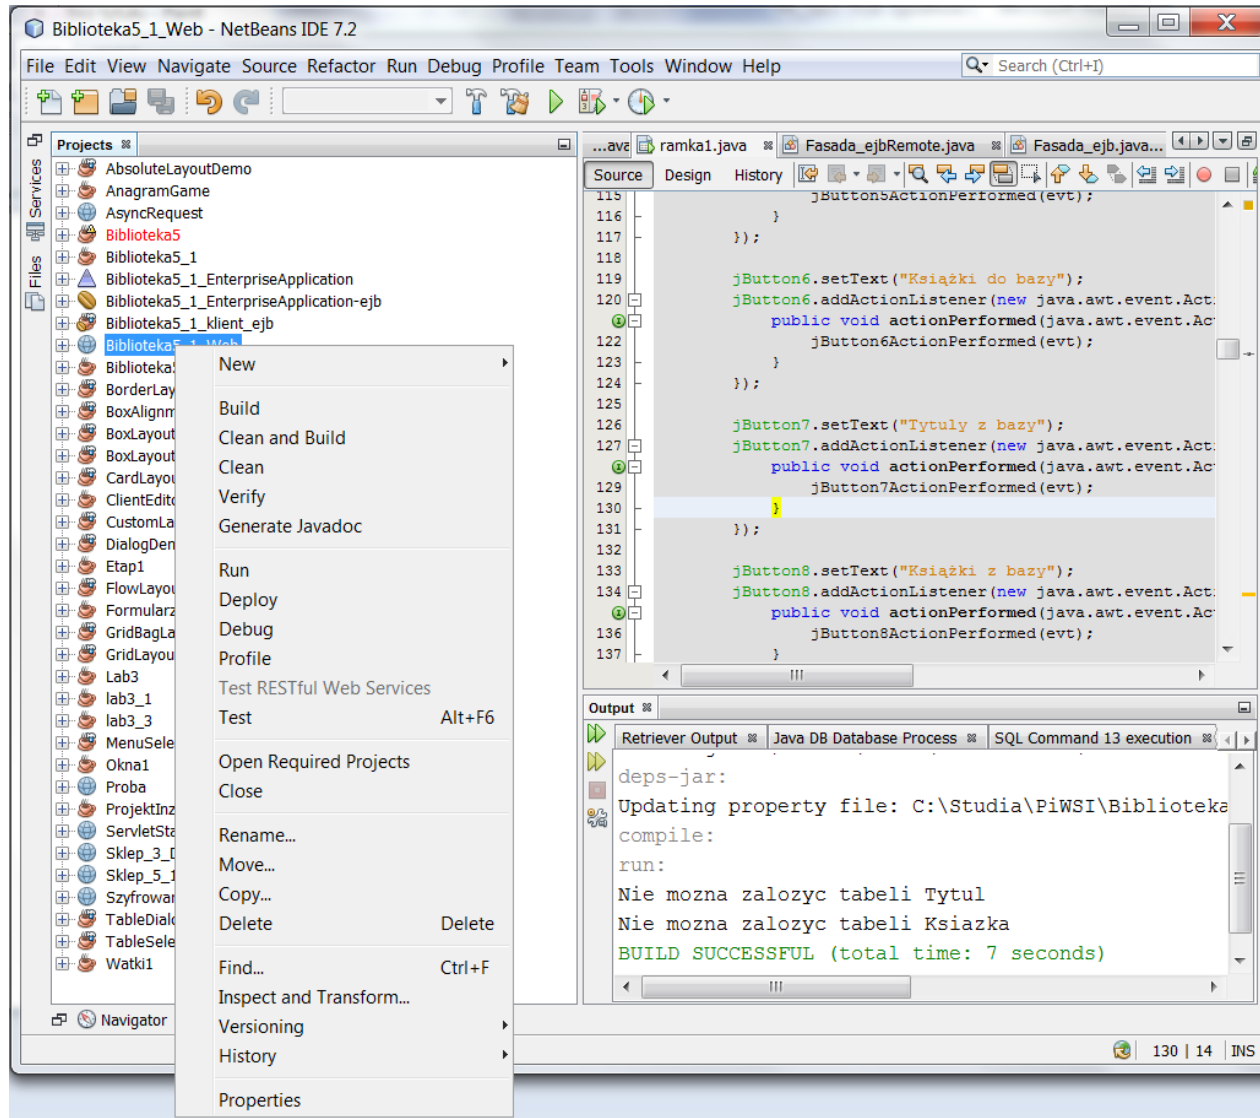 Biblioteka5_1_Web - NetBeans IDE 7.2
File Edit View Navigate Source Refactor Run Debug Profile Team Tools Window Help
Search (Ctrl+I)
Services
Files
Projects
AbsoluteLayoutDemo
AnagramGame
AsyncRequest
Biblioteka5
Biblioteka5_1
Biblioteka5_1_EnterpriseApplication
Biblioteka5_1_EnterpriseApplication-ejb
Biblioteka5_1_klient_ejb
Biblioteka5_1_Web
Biblioteka5
BorderLay
BoxAlignm
BoxLayout
BoxLayout
CardLayou
ClientEdito
CustomLa
DialogDen
Etap1
FlowLayou
Formularz
GridBagLa
GridLayou
Lab3
lab3_1
lab3_3
MenuSele
Okna1
Proba
ProjektInz
ServletSta
Sklep_3_D
Sklep_5_1
Szyfrowar
TableDialo
TableSele
Watki1
Navigator
New
Build
Clean and Build
Clean
Verify
Generate Javadoc
Run
Deploy
Debug
Profile
Test RESTful Web Services
Test Alt+F6
Open Required Projects
Close
Rename...
Move...
Copy...
Delete Delete
Find... Ctrl+F
Inspect and Transform...
Versioning
History
Properties
...ava ramka1.java Fasada_ejbRemote.java Fasada_ejb.java...
Source Design History
115 jButton5ActionPerformed(evt);
116 }
117 });
118
119 jButton6.setText("Książki do bazy");
120 jButton6.addActionListener(new java.awt.event.Act
public void actionPerformed(java.awt.event.Ac
122 jButton6ActionPerformed(evt);
123 }
124 });
125
126 jButton7.setText("Tytuly z bazy");
127 jButton7.addActionListener(new java.awt.event.Act
public void actionPerformed(java.awt.event.Ac
129 jButton7ActionPerformed(evt);
130 }
131 });
132
133 jButton8.setText("Książki z bazy");
134 jButton8.addActionListener(new java.awt.event.Act
public void actionPerformed(java.awt.event.Ac
136 jButton8ActionPerformed(evt);
137 }
Output
Retriever Output Java DB Database Process SQL Command 13 execution
deps-jar:
Updating property file: C:\Studia\PiWSI\Biblioteka
compile:
run:
Nie mozna zalozyc tabeli Tytul
Nie mozna zalozyc tabeli Ksiazka
BUILD SUCCESSFUL (total time: 7 seconds)
130 | 14 INS